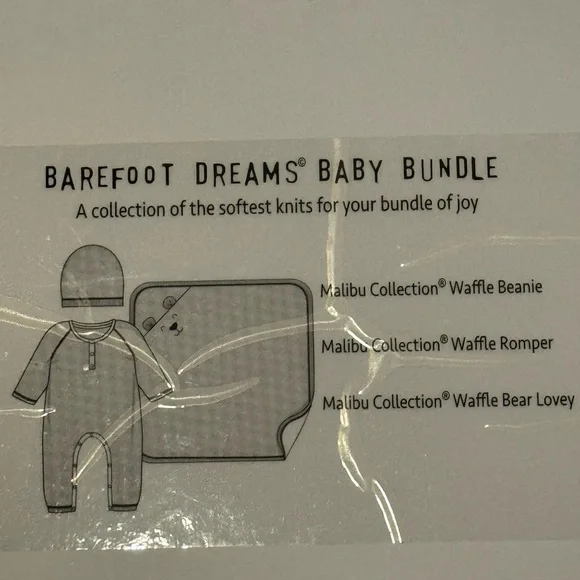 BAREFOOT DREAMS© BABY BUNDLE
A collection of the softest knits for your bundle of joy
Malibu Collection® Waffle Beanie
Malibu Collection® Waffle Romper
Malibu Collection® Waffle Bear Lovey